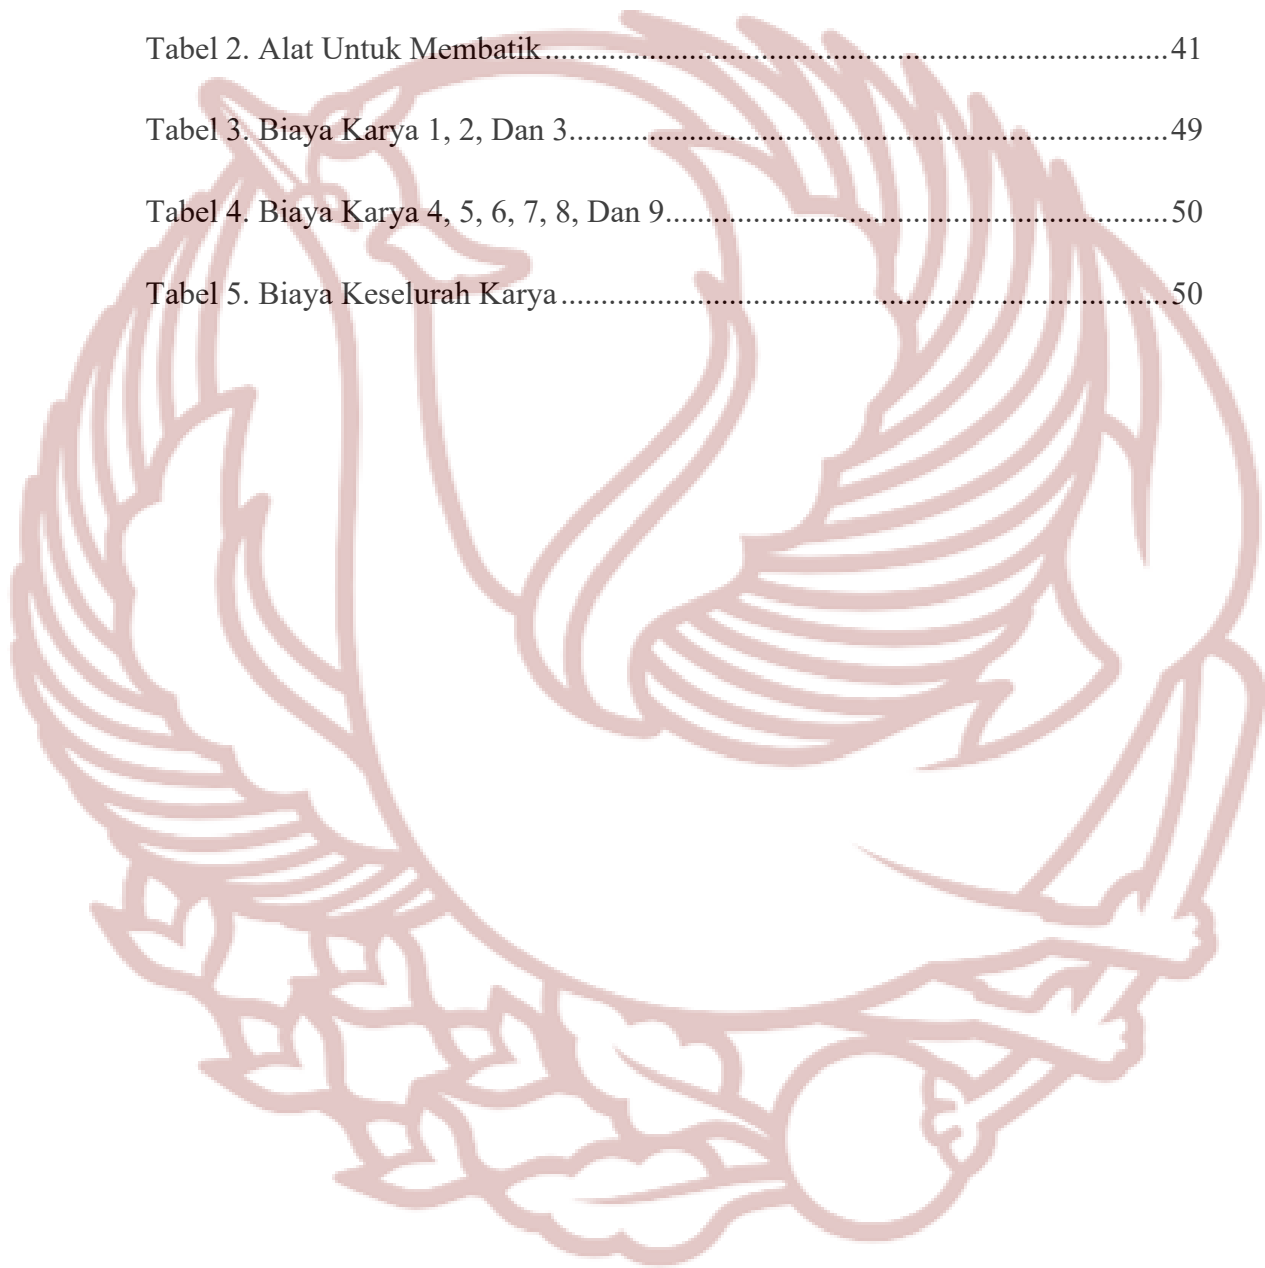 Tabel 2. Alat Untuk Membatik........................................................................... 41
Tabel 3. Biaya Karya 1, 2, Dan 3........................................................................ 49
Tabel 4. Biaya Karya 4, 5, 6, 7, 8, Dan 9............................................................ 50
Tabel 5. Biaya Keselurah Karya.......................................................................... 50